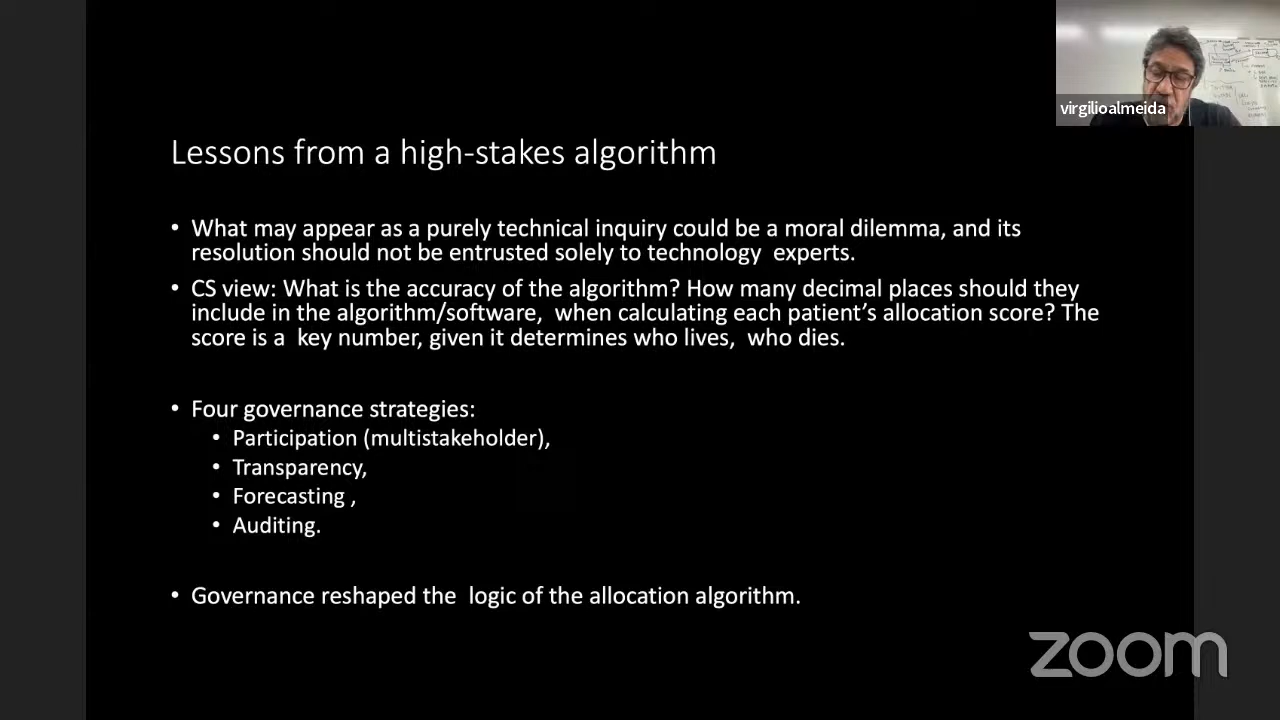 virgilioalmeida
Lessons from a high-stakes algorithm
• What may appear as a purely technical inquiry could be a moral dilemma, and its
resolution should not be entrusted solely to technology  experts.
• CS view: What is the accuracy of the algorithm? How many decimal places should they
include in the algorithm/software,  when calculating each patient’s allocation score? The
score is a  key number, given it determines who lives,  who dies.
• Four governance strategies:
• Participation (multistakeholder),
• Transparency,
• Forecasting ,
• Auditing.
• Governance reshaped the  logic of the allocation algorithm.
zoom